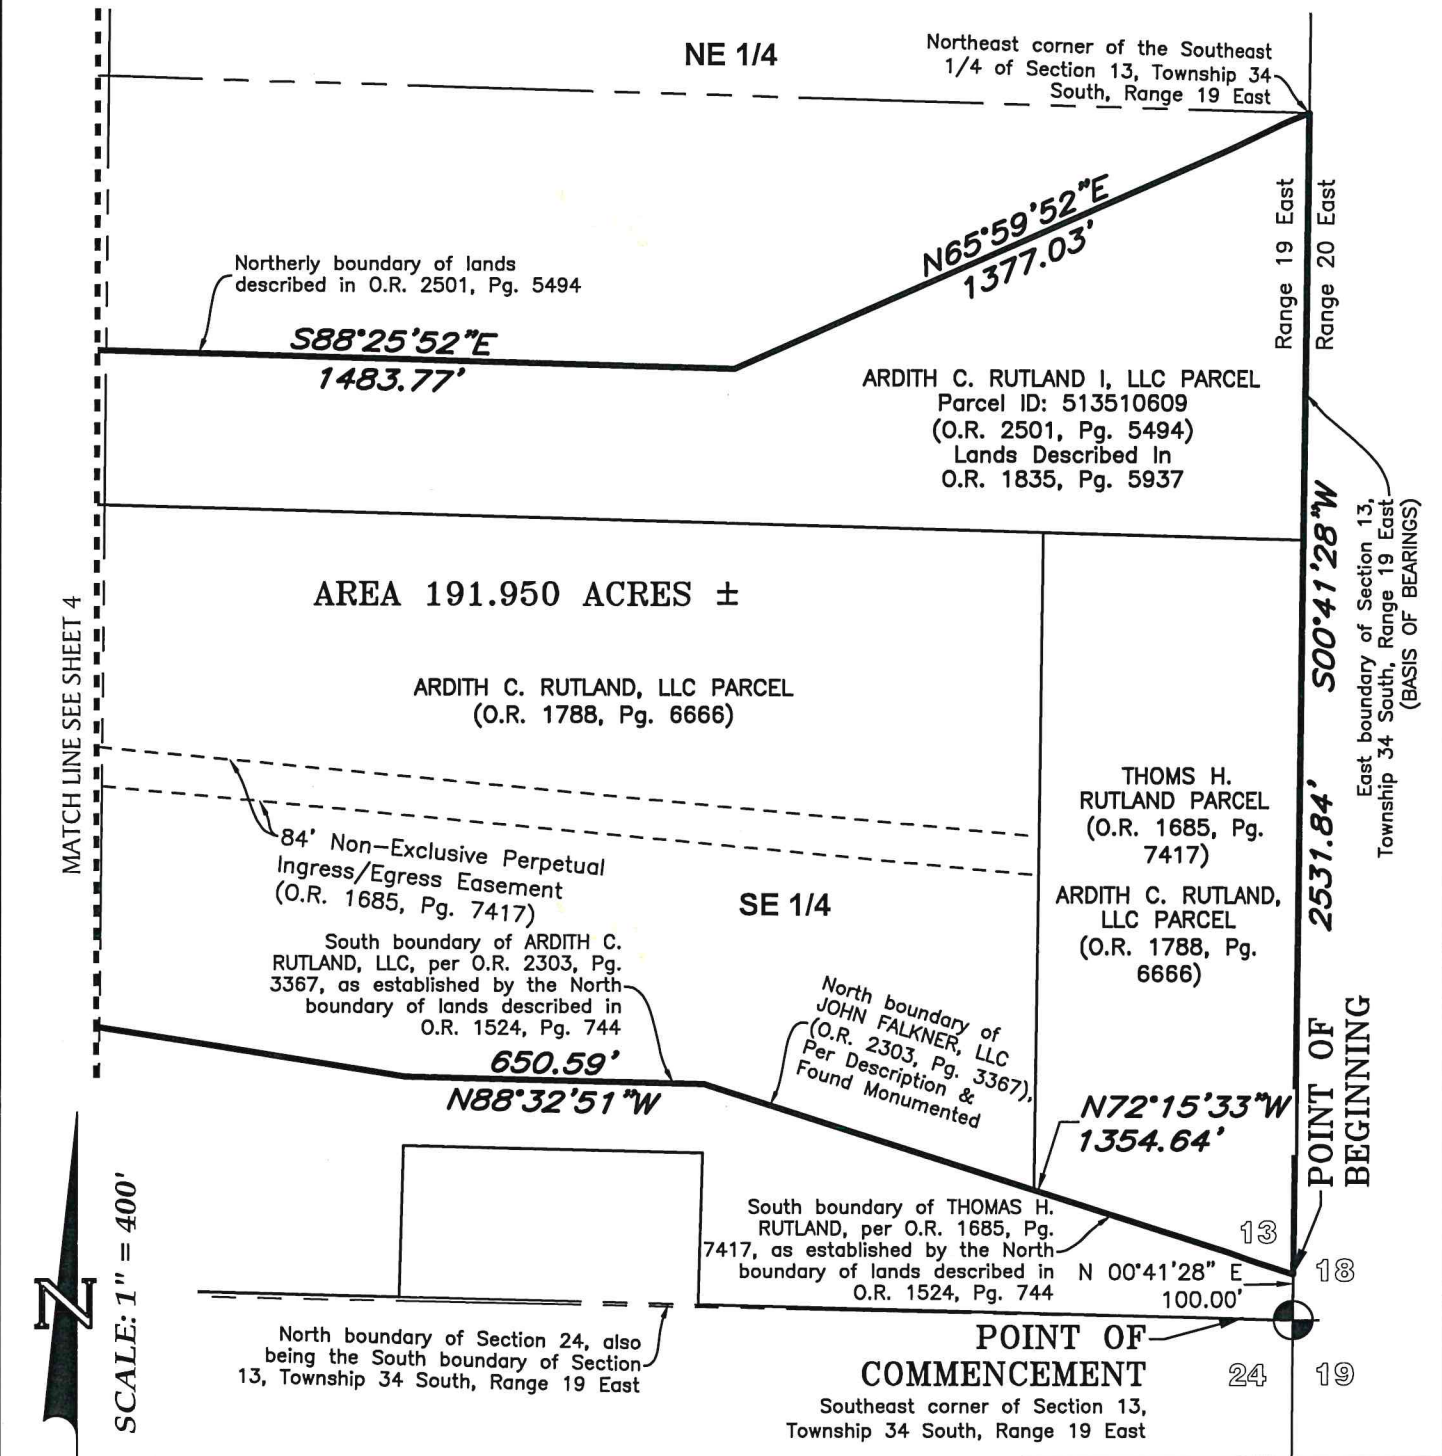 NE 1/4
Northeast corner of the Southeast
1/4 of Section 13, Township 34
South, Range 19 East
N65°59'52"E
1377.03'
Range 19 East
Range 20 East
Northerly boundary of lands
described in O.R. 2501, Pg. 5494
S88°25'52"E
1483.77'
ARDITH C. RUTLAND I, LLC PARCEL
Parcel ID: 513510609
(O.R. 2501, Pg. 5494)
Lands Described In
O.R. 1835, Pg. 5937
S00°41'28"W
2531.84'
East boundary of Section 13,
Township 34 South, Range 19 East
(BASIS OF BEARINGS)
AREA 191.950 ACRES ±
ARDITH C. RUTLAND, LLC PARCEL
(O.R. 1788, Pg. 6666)
MATCH LINE SEE SHEET 4
THOMS H.
RUTLAND PARCEL
(O.R. 1685, Pg.
7417)
ARDITH C. RUTLAND,
LLC PARCEL
(O.R. 1788, Pg.
6666)
84' Non-Exclusive Perpetual
Ingress/Egress Easement
(O.R. 1685, Pg. 7417)
SE 1/4
South boundary of ARDITH C.
RUTLAND, LLC, per O.R. 2303, Pg.
3367, as established by the North
boundary of lands described in
O.R. 1524, Pg. 744
650.59'
N88°32'51"W
North boundary of
JOHN FALKNER, LLC
(O.R. 2303, Pg. 3367),
Per Description &
Found Monumented
N72°15'33"W
1354.64'
POINT OF
BEGINNING
South boundary of THOMAS H.
RUTLAND, per O.R. 1685, Pg.
7417, as established by the North
boundary of lands described in
O.R. 1524, Pg. 744
13
18
N 00°41'28" E
100.00'
N
SCALE: 1" = 400'
North boundary of Section 24, also
being the South boundary of Section
13, Township 34 South, Range 19 East
POINT OF
COMMENCEMENT
Southeast corner of Section 13,
Township 34 South, Range 19 East
24
19